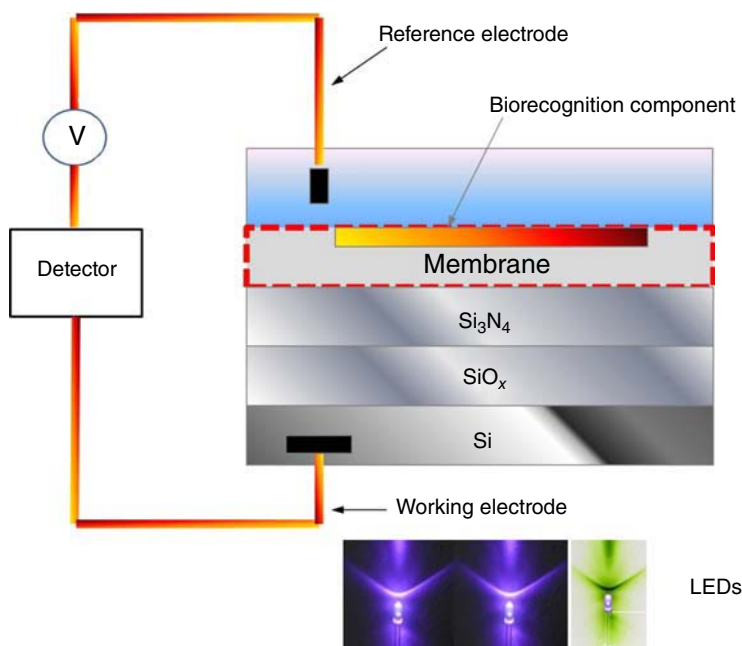 Reference electrode
Biorecognition component
V
Detector
Membrane
Si₃N₄
SiOₓ
Si
Working electrode
LEDs